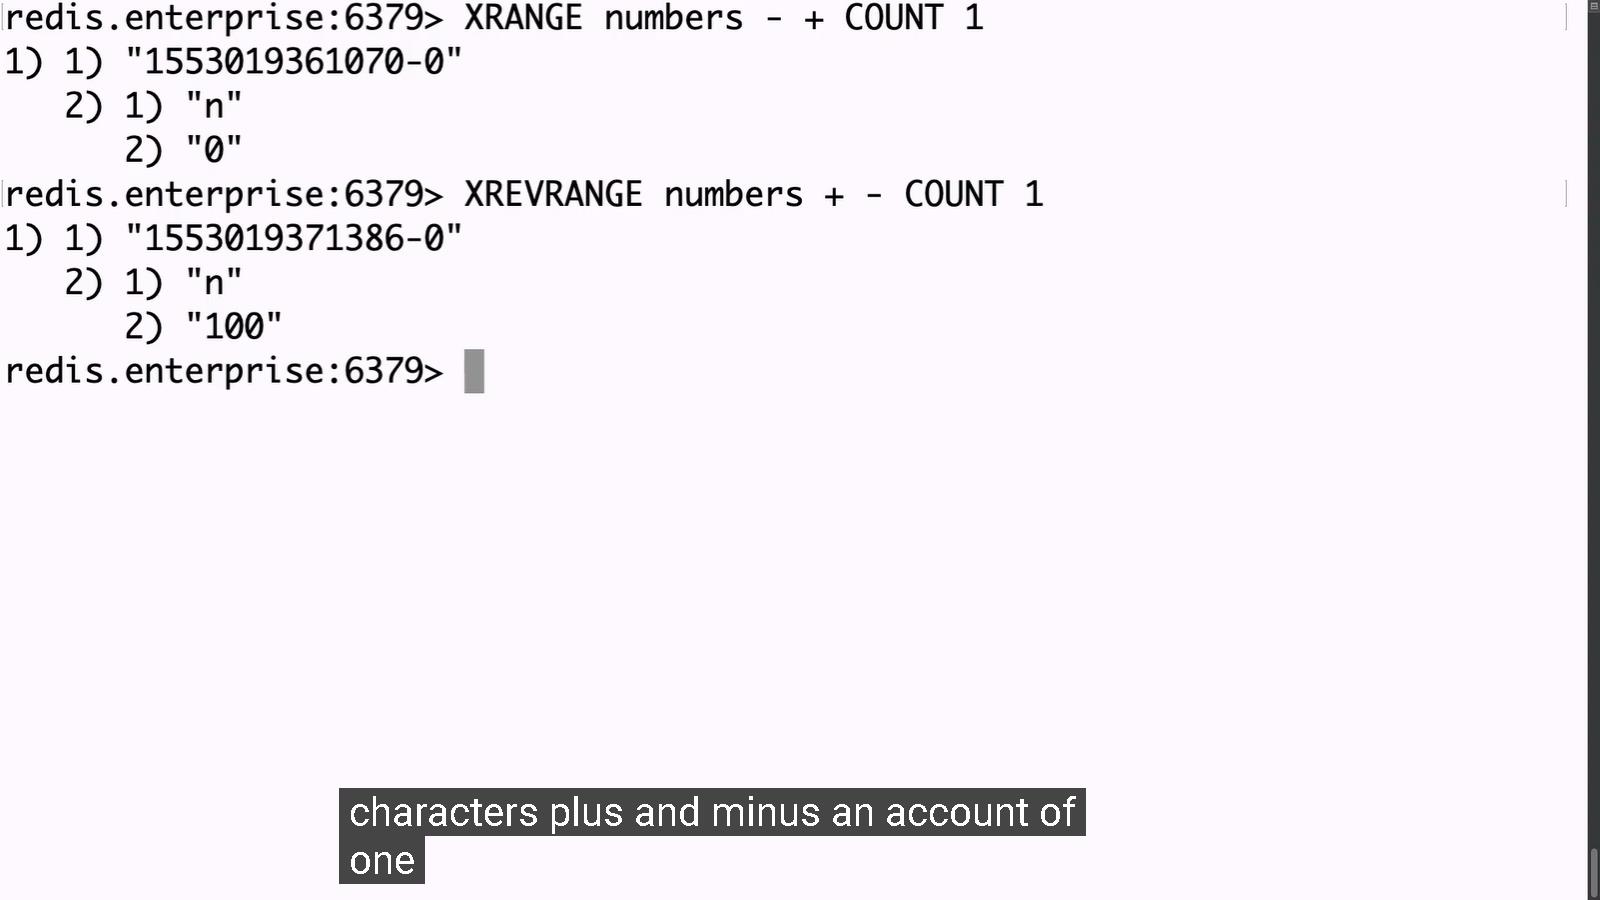 redis.enterprise:6379> XRANGE numbers - + COUNT 1
1) 1) "1553019361070-0"
   2) 1) "n"
      2) "0"
redis.enterprise:6379> XREVRANGE numbers + - COUNT 1
1) 1) "1553019371386-0"
   2) 1) "n"
      2) "100"
redis.enterprise:6379>
characters plus and minus an account of
one